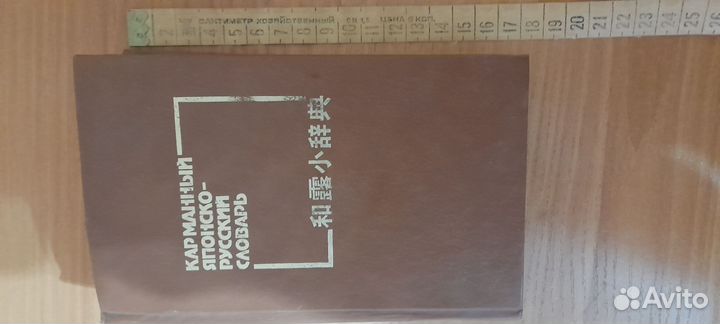 САНТИМЕТР ХОЗЯЙСТВЕННЫЙ ЦЕНА 6 КОП.
2 4 5 6 7 8 9 10 11 12 13 14 15 16 17 18 19 20 21 22 23 24 25 26
КАРМАННЫЙ
ЯПОНСКО-
РУССКИЙ
СЛОВАРЬ
和露小辞典
Avito